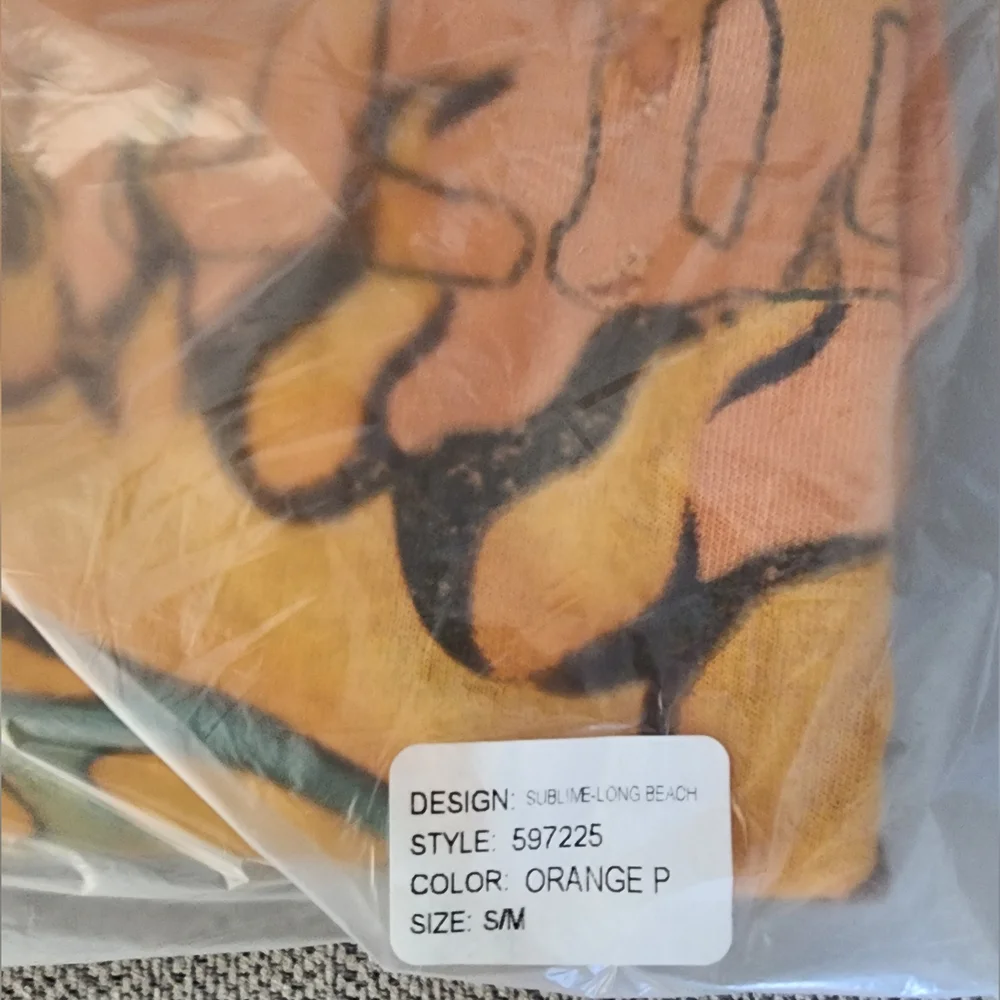 DESIGN: SUBLIME-LONG BEACH
STYLE: 597225
COLOR: ORANGE P
SIZE: S/M